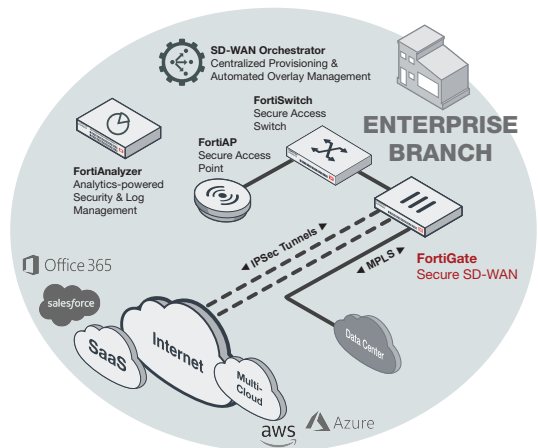 SD-WAN Orchestrator
Centralized Provisioning &
Automated Overlay Management
FortiSwitch
Secure Access
Switch
ENTERPRISE
BRANCH
FortiAP
Secure Access
Point
FortiAnalyzer
Analytics-powered
Security & Log
Management
IPSec Tunnels
MPLS
FortiGate
Secure SD-WAN
Office 365
salesforce
SaaS
Internet
Multi-
Cloud
Data Center
aws
Azure